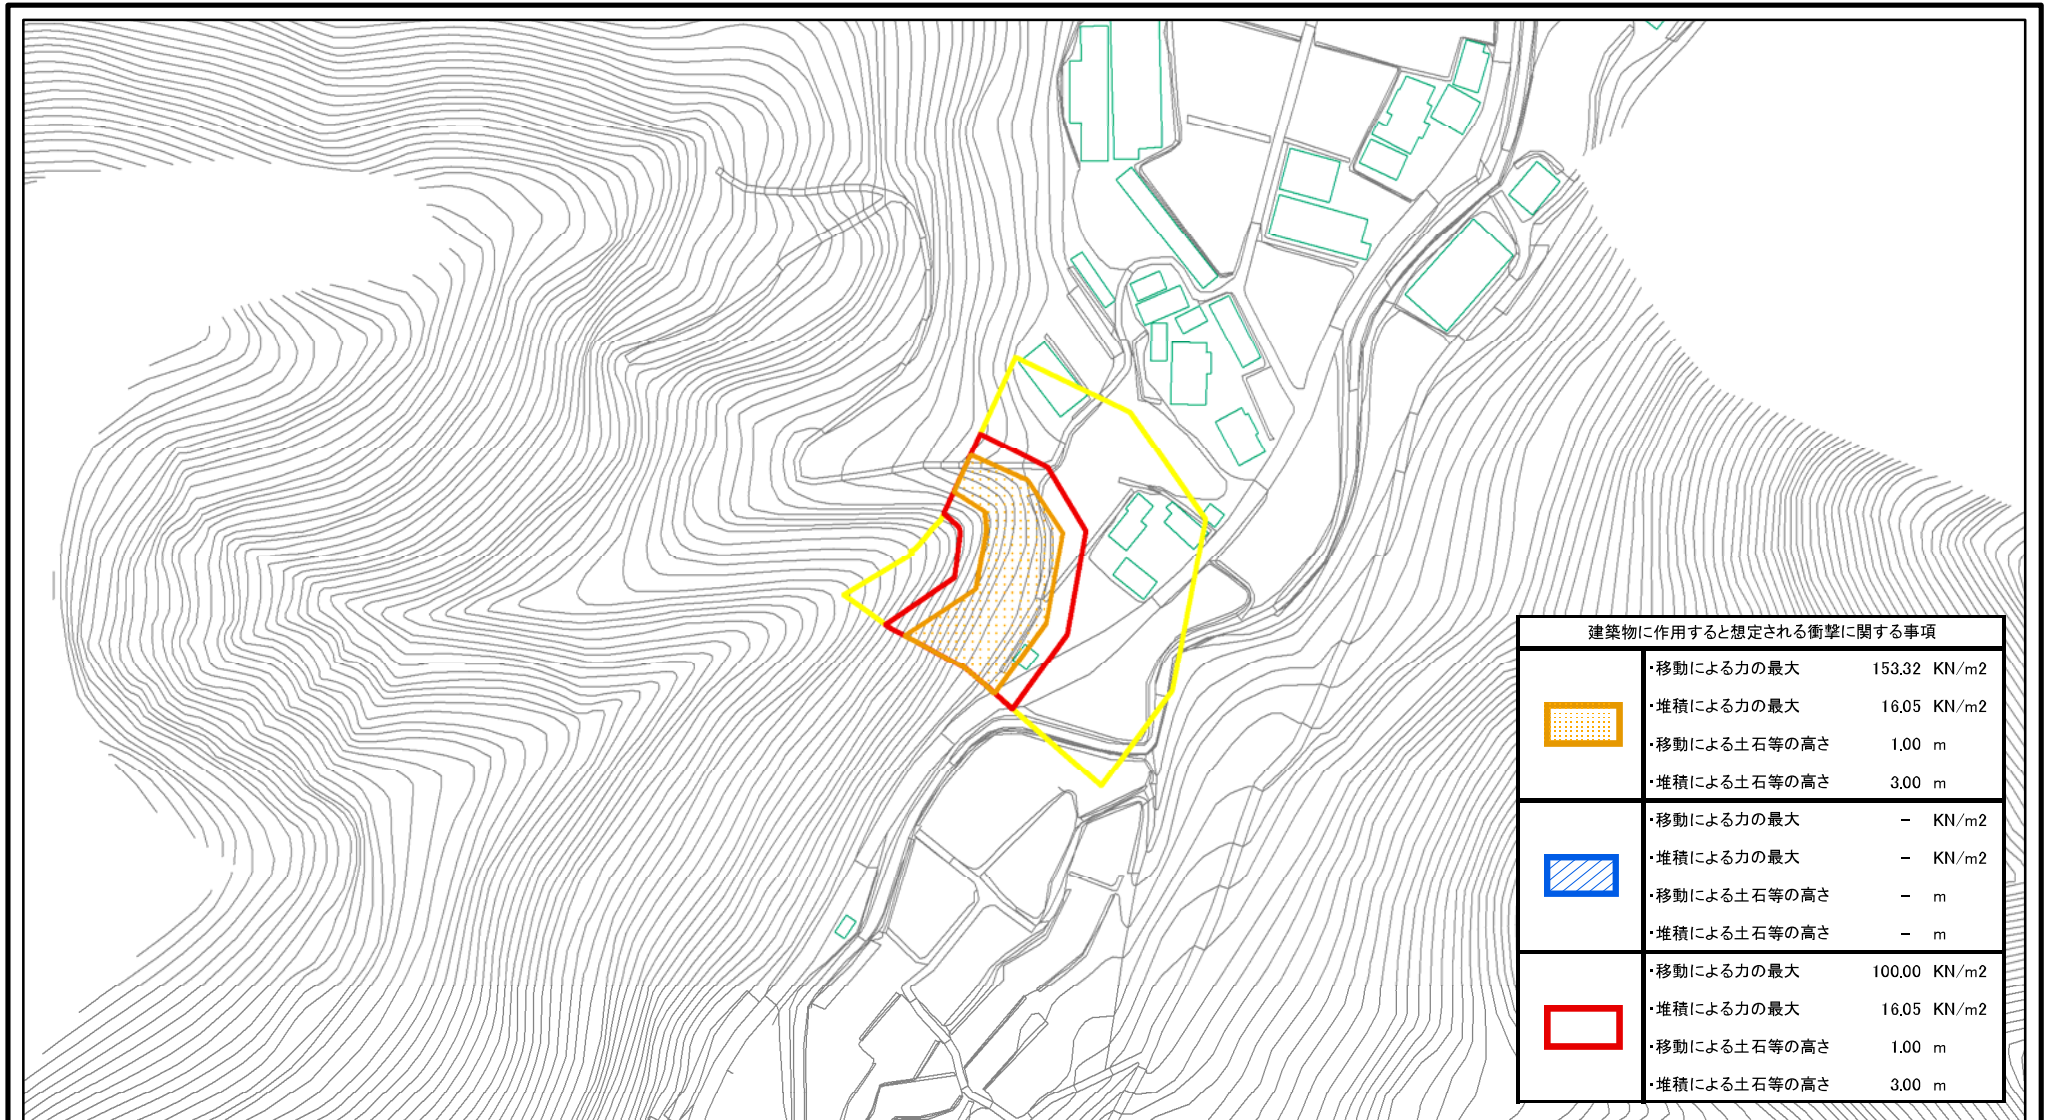 建築物に作用すると想定される衝撃に関する事項
・移動による力の最大 153.32 KN/m2
・堆積による力の最大 16.05 KN/m2
・移動による土石等の高さ 1.00 m
・堆積による土石等の高さ 3.00 m
・移動による力の最大 － KN/m2
・堆積による力の最大 － KN/m2
・移動による土石等の高さ － m
・堆積による土石等の高さ － m
・移動による力の最大 100.00 KN/m2
・堆積による力の最大 16.05 KN/m2
・移動による土石等の高さ 1.00 m
・堆積による土石等の高さ 3.00 m